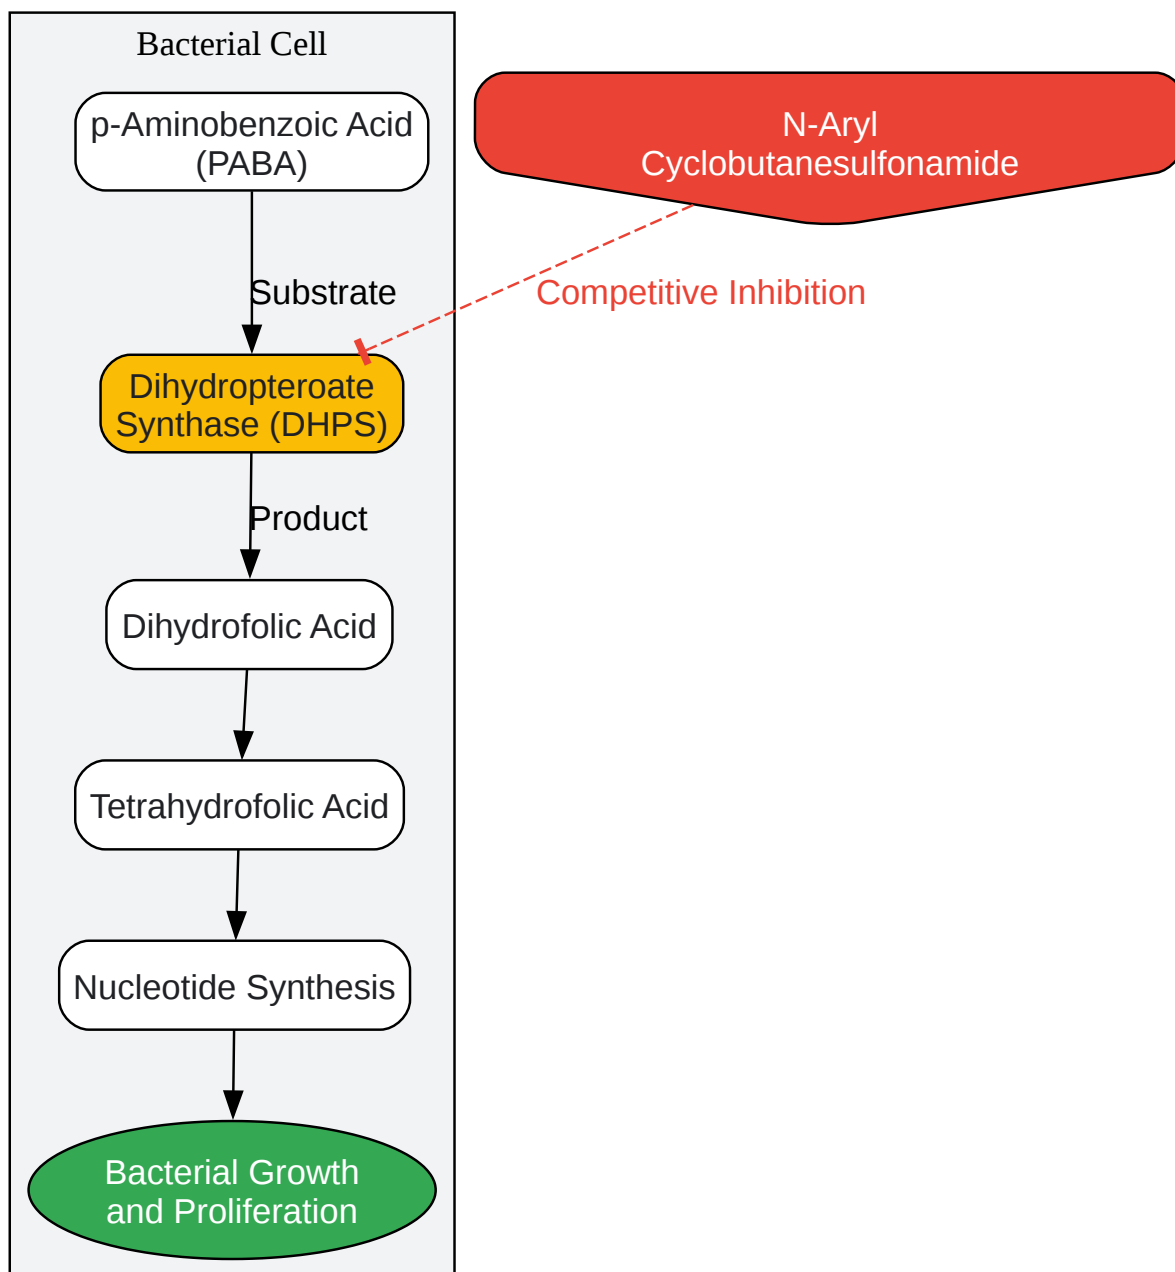 Bacterial Cell
p-Aminobenzoic Acid
(PABA)
N-Aryl
Cyclobutanesulfonamide
Substrate
Competitive Inhibition
Dihydropteroate
Synthase (DHPS)
Product
Dihydrofolic Acid
Tetrahydrofolic Acid
Nucleotide Synthesis
Bacterial Growth
and Proliferation